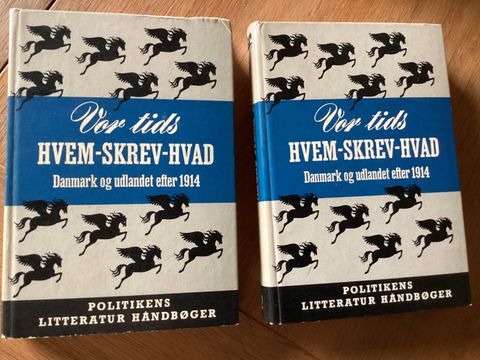 Vor tids
HVEM-SKREV-HVAD
Danmark og udlandet efter 1914
POLITIKENS
LITTERATUR HÅNDBØGER
Vor tids
HVEM-SKREV-HVAD
Danmark og udlandet efter 1914
POLITIKENS
LITTERATUR HÅNDBØGER